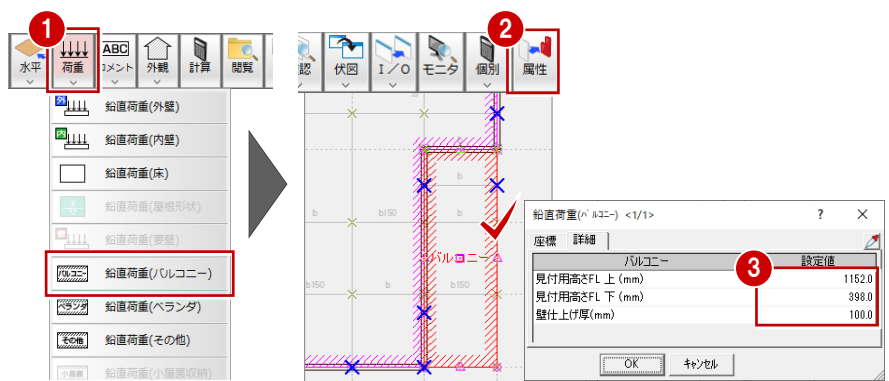 1
水平
荷重
ABC
コメント
外観
計算
閲覧
外 鉛直荷重(外壁)
内 鉛直荷重(内壁)
鉛直荷重(床)
鉛直荷重(屋根形状)
鉛直荷重(妻壁)
バルコニー 鉛直荷重(バルコニー)
ベランダ 鉛直荷重(ベランダ)
その他 鉛直荷重(その他)
小屋裏 鉛直荷重(小屋裏収納)
2
認
伏図
I/O
モニタ
個別
属性
b
b
b150
b
バルコニー
b150
b
b150
鉛直荷重(バルコニー) <1/1> ? ×
座標 詳細
3
バルコニー 設定値
見付用高さFL 上 (mm) 1152.0
見付用高さFL 下 (mm) 398.0
壁仕上げ厚(mm) 100.0
OK キャンセル